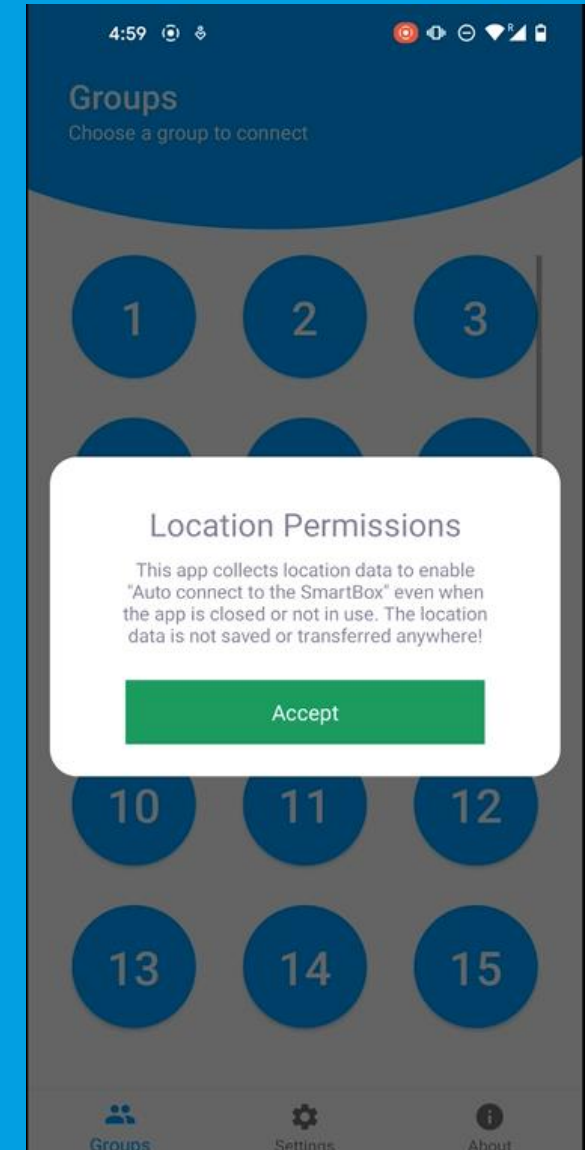 4:59
R
Groups
Choose a group to connect
1 2 3
Location Permissions
This app collects location data to enable
"Auto connect to the SmartBox" even when
the app is closed or not in use. The location
data is not saved or transferred anywhere!
Accept
10 11 12
13 14 15
Groups Settings About